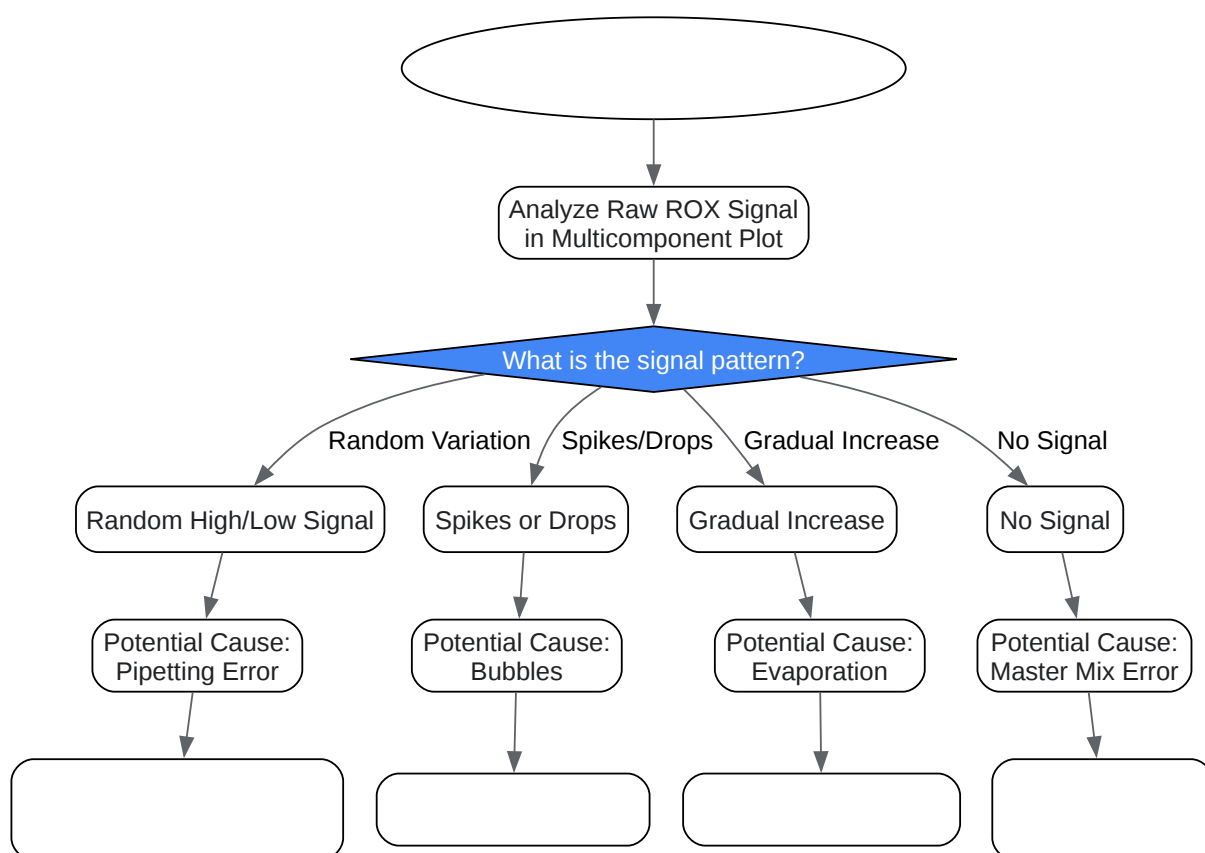 Analyze Raw ROX Signal
in Multicomponent Plot
What is the signal pattern?
Random Variation
Spikes/Drops
Gradual Increase
No Signal
Random High/Low Signal
Spikes or Drops
Gradual Increase
No Signal
Potential Cause:
Pipetting Error
Potential Cause:
Bubbles
Potential Cause:
Evaporation
Potential Cause:
Master Mix Error